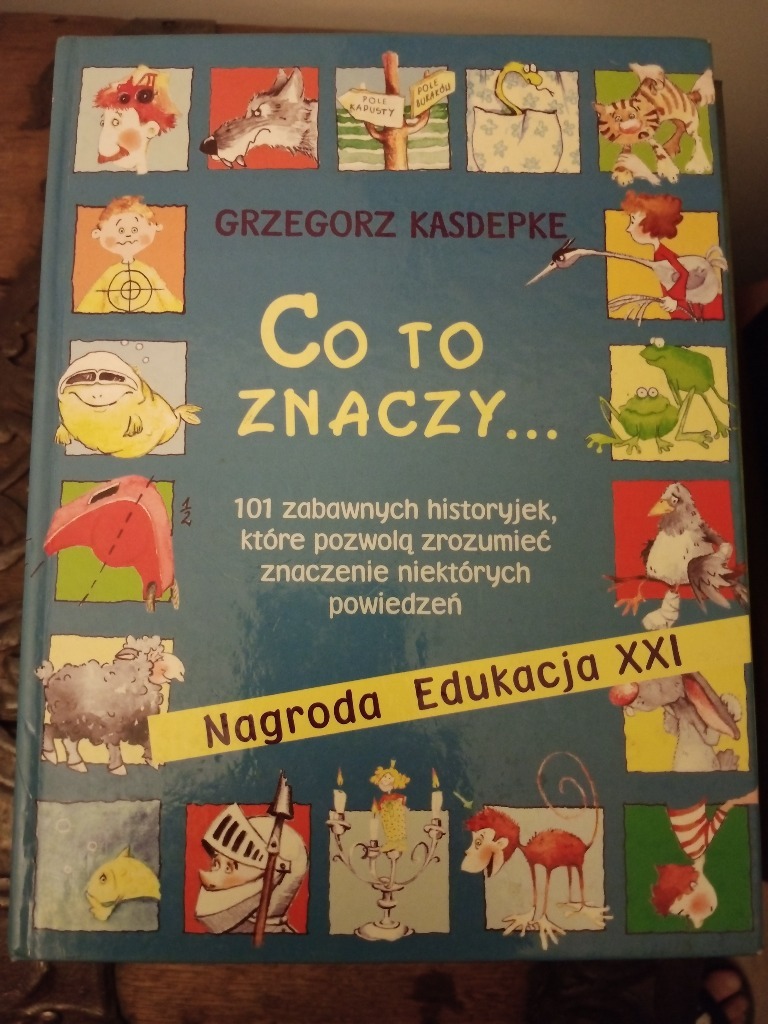 POLE
KAPUSTY
POLE
BURAKÓW
GRZEGORZ KASDEPKE
CO TO
ZNACZY...
1/2
101 zabawnych historyjek,
które pozwolą zrozumieć
znaczenie niektórych
powiedzeń
Nagroda Edukacja XXI